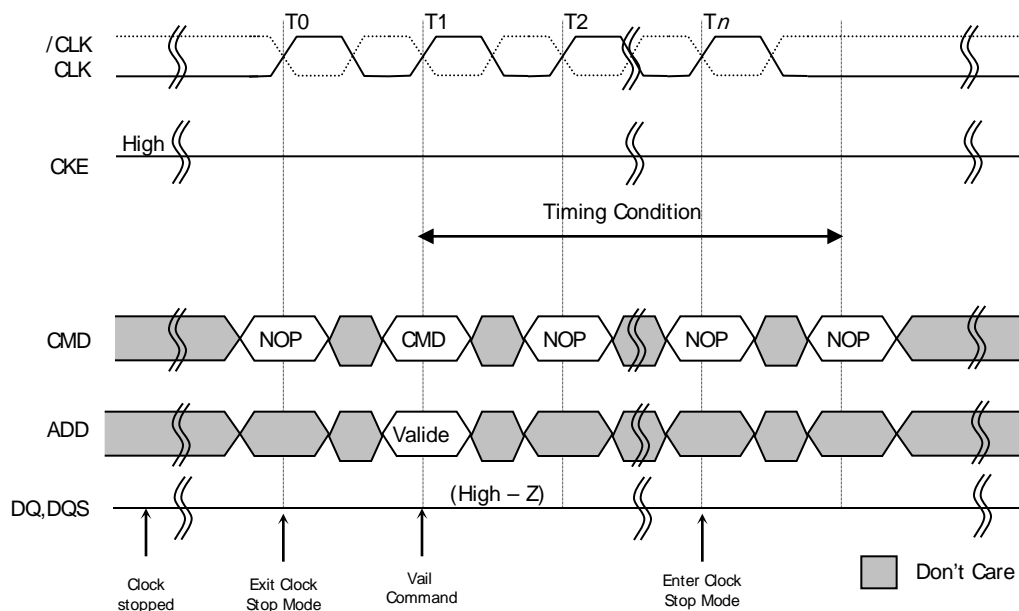 T0 T1 T2 Tn
/CLK
CLK
High
CKE
Timing Condition
CMD NOP CMD NOP NOP NOP
ADD Valide
DQ,DQS (High – Z)
Clock
stopped
Exit Clock
Stop Mode
Vail
Command
Enter Clock
Stop Mode
Don't Care